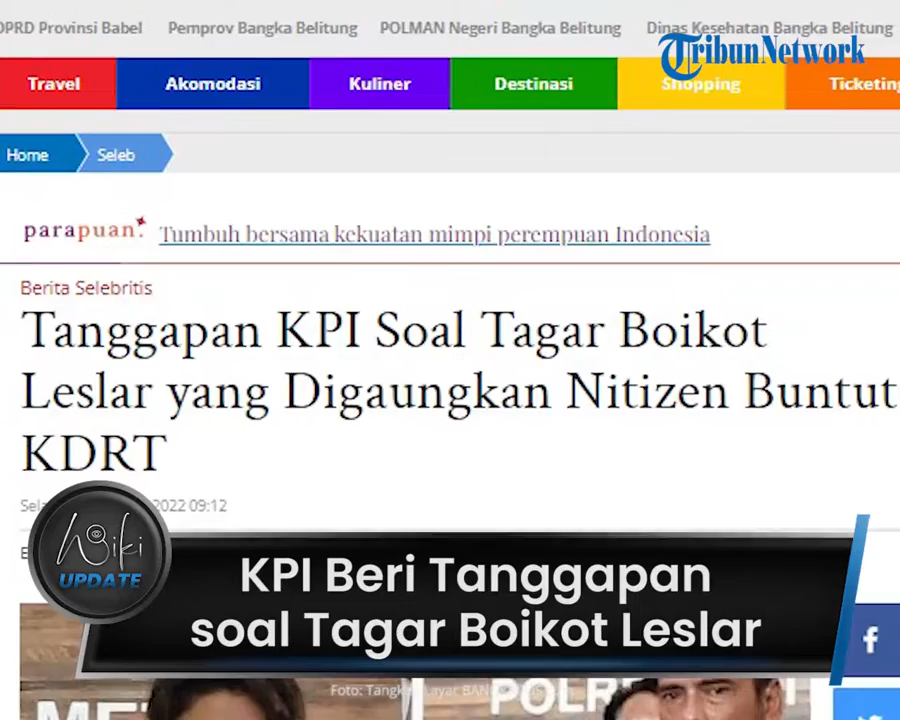 DPRD Provinsi Babel Pemprov Bangka Belitung POLMAN Negeri Bangka Belitung Dinas Kesehatan Bangka Belitung
TribunNetwork
Travel Akomodasi Kuliner Destinasi Shopping Ticketing
Home Seleb
parapuan. Tumbuh bersama kekuatan mimpi perempuan Indonesia
Berita Selebritis
Tanggapan KPI Soal Tagar Boikot
Leslar yang Digaungkan Nitizen Buntut
KDRT
2022 09:12
Wiki
UPDATE
KPI Beri Tanggapan
soal Tagar Boikot Leslar
f
Foto: